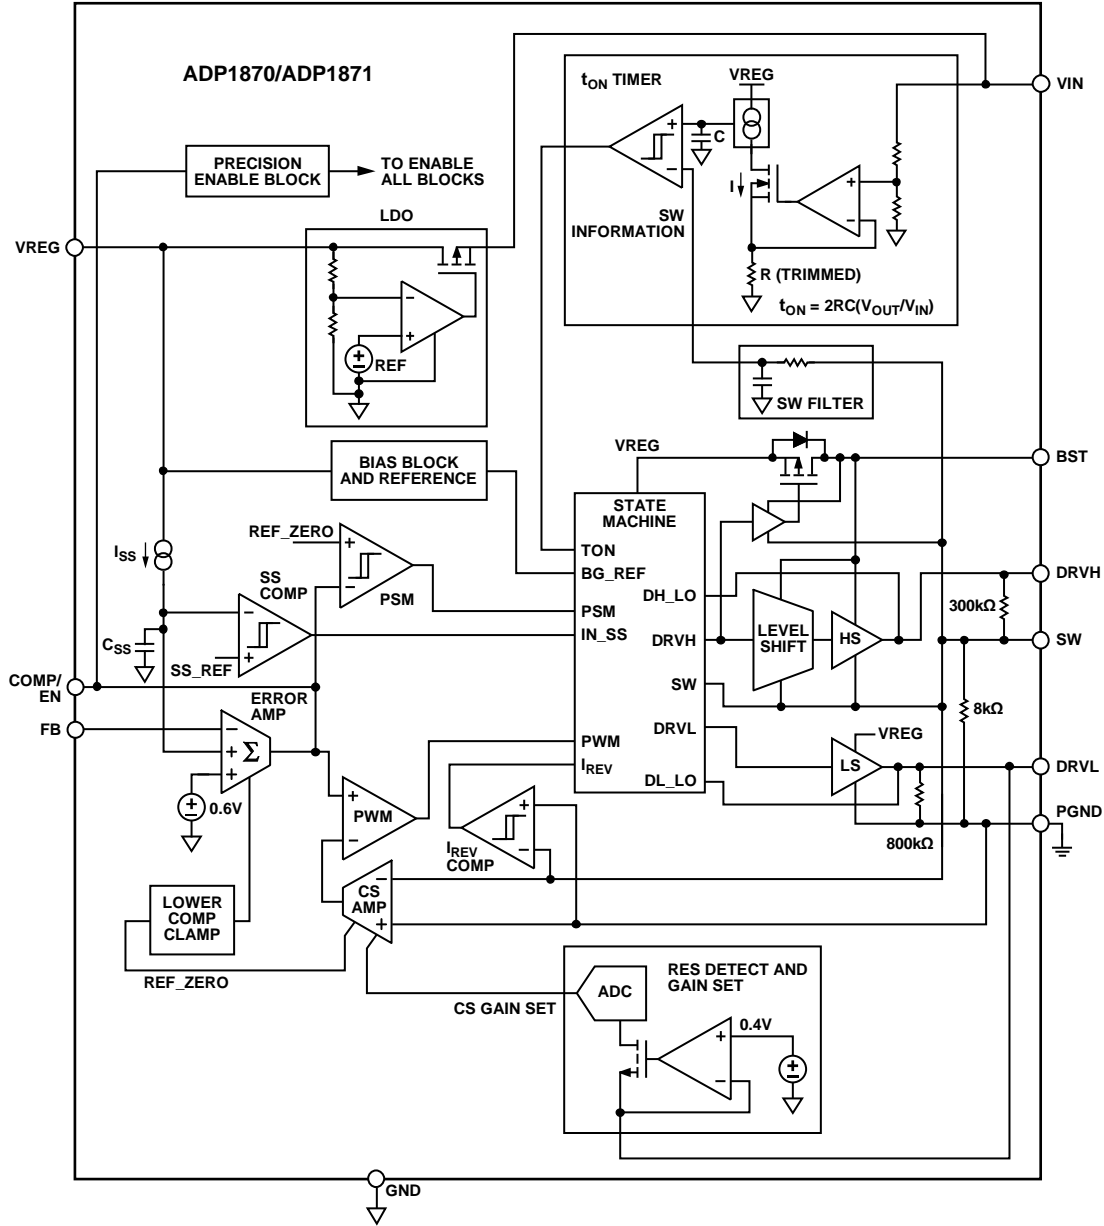 ADP1870/ADP1871
tON TIMER
VREG
VIN
C
+
−
I
+
−
SW
INFORMATION
R (TRIMMED)
tON = 2RC(VOUT/VIN)
PRECISION
ENABLE BLOCK
TO ENABLE
ALL BLOCKS
LDO
VREG
−
+
REF
SW FILTER
VREG
BST
BIAS BLOCK
AND REFERENCE
STATE
MACHINE
TON
BG_REF
PSM
IN_SS
PWM
IREV
DH_LO
DRVH
SW
DRVL
DL_LO
REF_ZERO
+
−
PSM
ISS
SS
COMP
−
+
CSS
SS_REF
LEVEL
SHIFT
HS
DRVH
300kΩ
SW
8kΩ
VREG
LS
DRVL
800kΩ
PGND
COMP/
EN
FB
ERROR
AMP
−
+
+
Σ
0.6V
+
−
PWM
IREV
COMP
+
−
CS
AMP
−
+
LOWER
COMP
CLAMP
REF_ZERO
CS GAIN SET
RES DETECT AND
GAIN SET
ADC
0.4V
+
−
GND